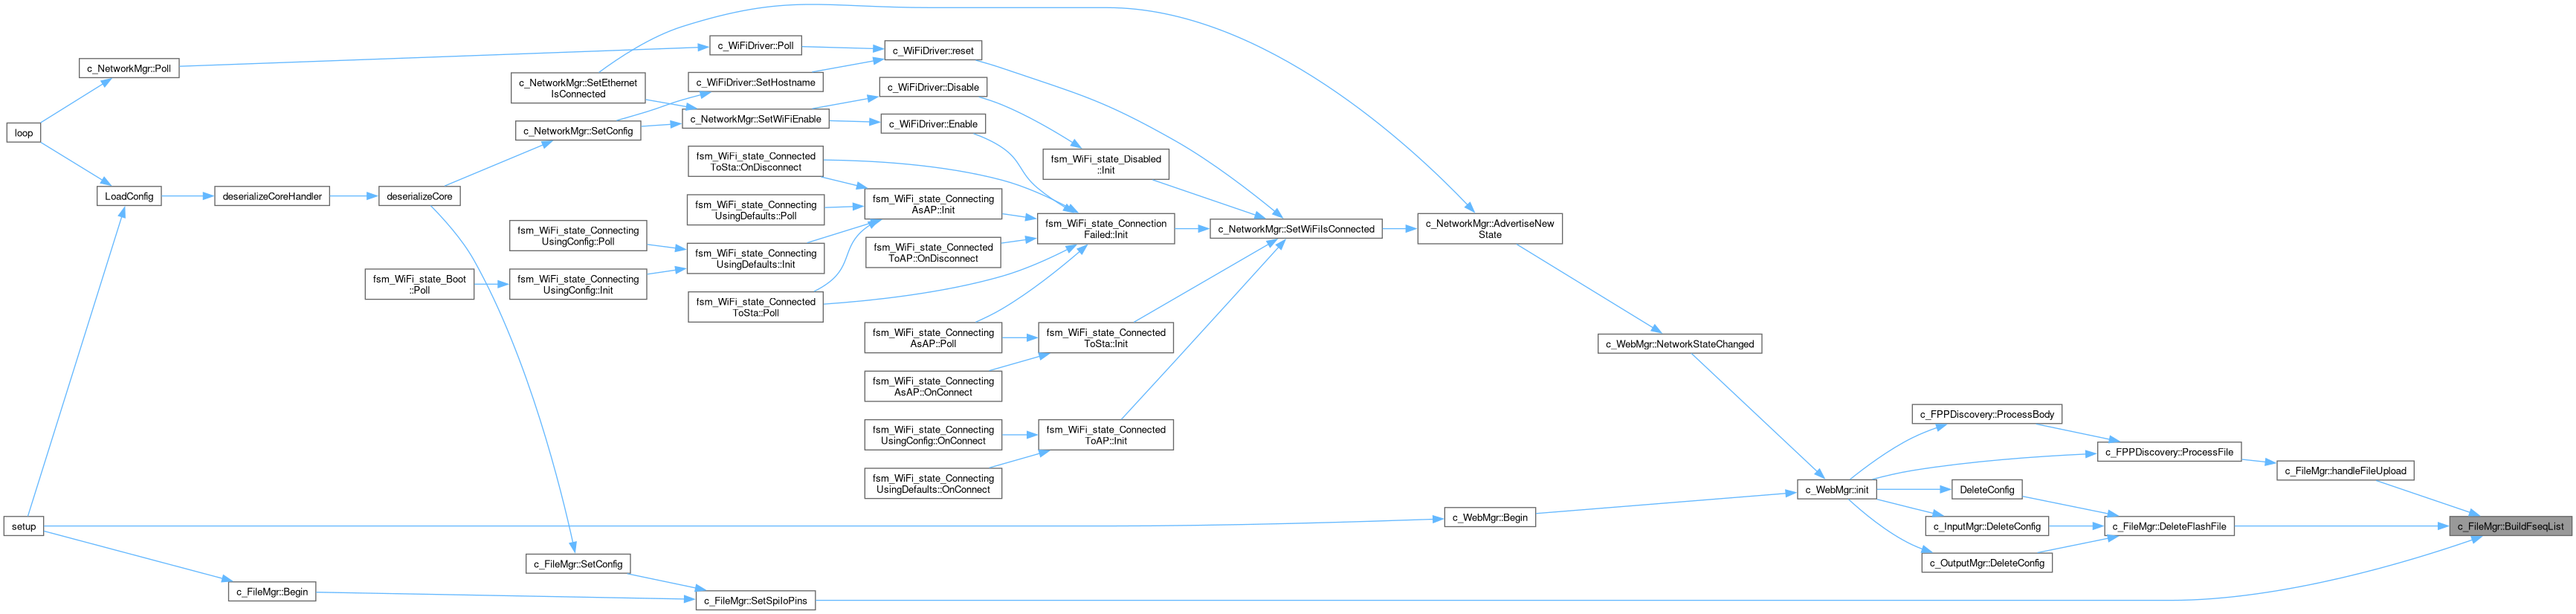 c_WiFiDriver::Poll
c_WiFiDriver::reset
c_NetworkMgr::Poll
c_NetworkMgr::SetEthernet
IsConnected
c_WiFiDriver::SetHostname
c_WiFiDriver::Disable
loop
c_NetworkMgr::SetConfig
c_NetworkMgr::SetWiFiEnable
c_WiFiDriver::Enable
fsm_WiFi_state_Connected
ToSta::OnDisconnect
fsm_WiFi_state_Disabled
::Init
LoadConfig
deserializeCoreHandler
deserializeCore
fsm_WiFi_state_Connecting
UsingDefaults::Poll
fsm_WiFi_state_Connecting
AsAP::Init
fsm_WiFi_state_Connecting
UsingConfig::Poll
fsm_WiFi_state_Connection
Failed::Init
c_NetworkMgr::SetWiFiIsConnected
c_NetworkMgr::AdvertiseNew
State
fsm_WiFi_state_Connecting
UsingDefaults::Init
fsm_WiFi_state_Connected
ToAP::OnDisconnect
fsm_WiFi_state_Boot
::Poll
fsm_WiFi_state_Connecting
UsingConfig::Init
fsm_WiFi_state_Connected
ToSta::Poll
fsm_WiFi_state_Connecting
AsAP::Poll
fsm_WiFi_state_Connected
ToSta::Init
c_WebMgr::NetworkStateChanged
fsm_WiFi_state_Connecting
AsAP::OnConnect
fsm_WiFi_state_Connecting
UsingConfig::OnConnect
fsm_WiFi_state_Connected
ToAP::Init
c_FPPDiscovery::ProcessBody
c_FPPDiscovery::ProcessFile
fsm_WiFi_state_Connecting
UsingDefaults::OnConnect
c_FileMgr::handleFileUpload
c_WebMgr::init
DeleteConfig
setup
c_WebMgr::Begin
c_InputMgr::DeleteConfig
c_FileMgr::DeleteFlashFile
c_FileMgr::BuildFseqList
c_FileMgr::SetConfig
c_OutputMgr::DeleteConfig
c_FileMgr::Begin
c_FileMgr::SetSpiIoPins